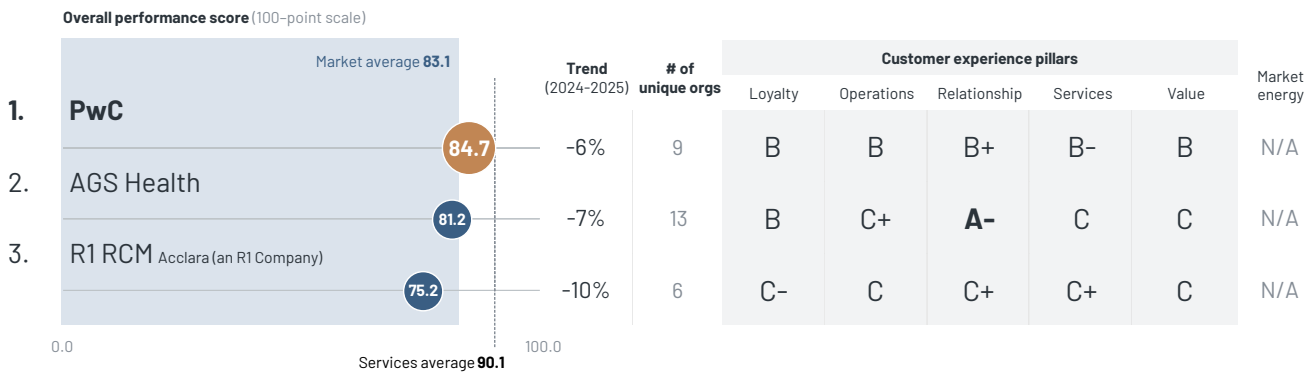 Overall performance score (100-point scale)
Market average 83.1
Trend
(2024-2025)
# of
unique orgs
Customer experience pillars
Loyalty Operations Relationship Services Value
Market
energy
1. PwC
84.7 -6% 9 B B B+ B- B N/A
2. AGS Health
81.2 -7% 13 B C+ A- C C N/A
3. R1 RCM Acclara (an R1 Company)
75.2 -10% 6 C- C C+ C+ C N/A
0.0 100.0
Services average 90.1